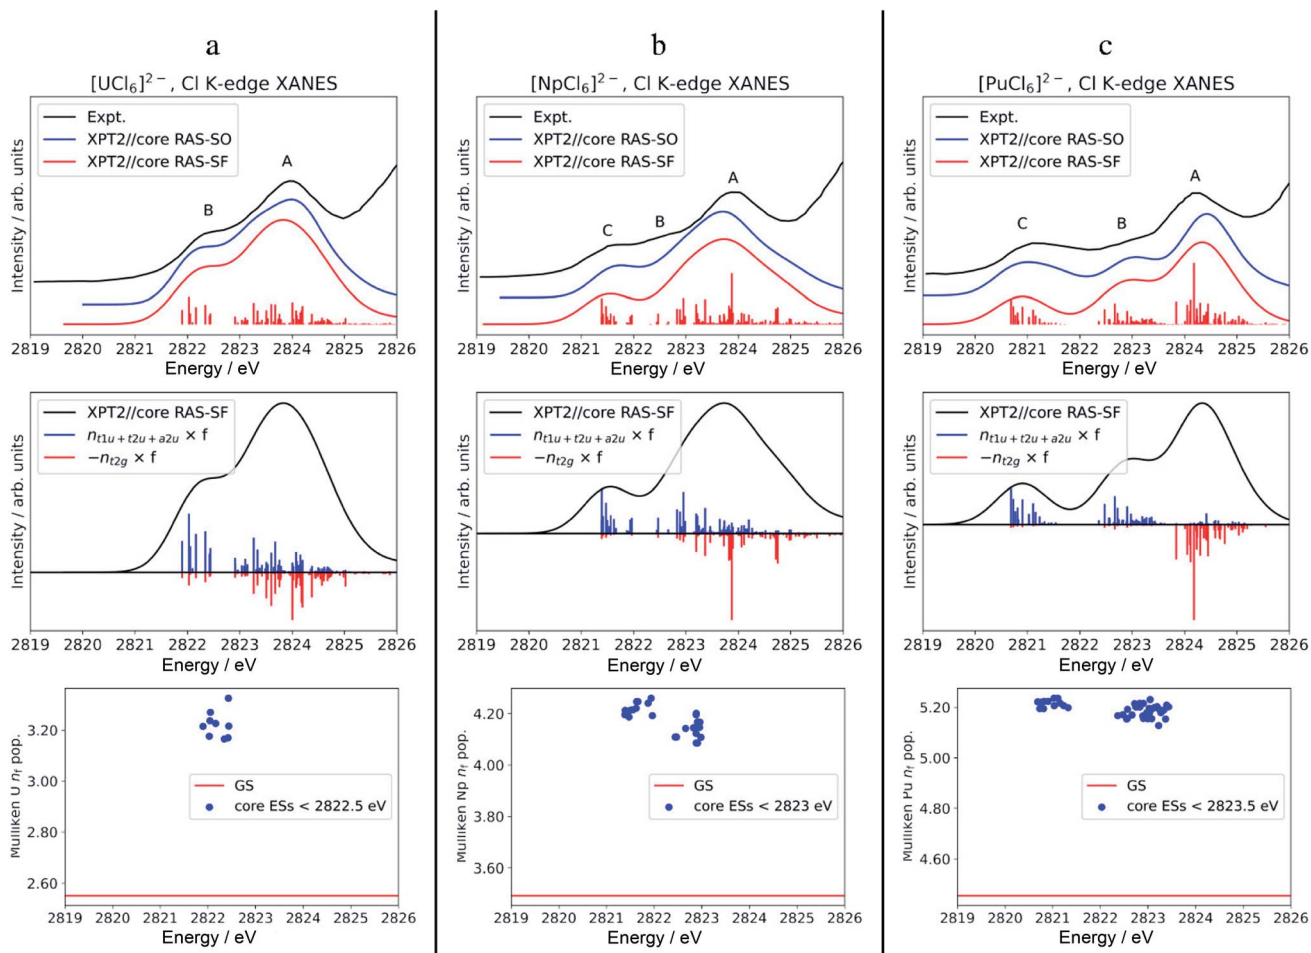 a
[UCl6]2−, Cl K-edge XANES
Intensity / arb. units
Expt.
XPT2//core RAS-SO
XPT2//core RAS-SF
A
B
2819 2820 2821 2822 2823 2824 2825 2826
Energy / eV
Intensity / arb. units
XPT2//core RAS-SF
nt1u+t2u+a2u × f
−nt2g × f
2819 2820 2821 2822 2823 2824 2825 2826
Energy / eV
Mulliken U nf pop.
3.20
3.00
2.80
2.60
GS
core ESs < 2822.5 eV
2819 2820 2821 2822 2823 2824 2825 2826
Energy / eV
b
[NpCl6]2−, Cl K-edge XANES
Intensity / arb. units
Expt.
XPT2//core RAS-SO
XPT2//core RAS-SF
A
B
C
2819 2820 2821 2822 2823 2824 2825 2826
Energy / eV
Intensity / arb. units
XPT2//core RAS-SF
nt1u+t2u+a2u × f
−nt2g × f
2819 2820 2821 2822 2823 2824 2825 2826
Energy / eV
Mulliken Np nf pop.
4.20
4.00
3.80
3.60
GS
core ESs < 2823 eV
2819 2820 2821 2822 2823 2824 2825 2826
Energy / eV
c
[PuCl6]2−, Cl K-edge XANES
Intensity / arb. units
Expt.
XPT2//core RAS-SO
XPT2//core RAS-SF
A
B
C
2819 2820 2821 2822 2823 2824 2825 2826
Energy / eV
Intensity / arb. units
XPT2//core RAS-SF
nt1u+t2u+a2u × f
−nt2g × f
2819 2820 2821 2822 2823 2824 2825 2826
Energy / eV
Mulliken Pu nf pop.
5.20
5.00
4.80
4.60
GS
core ESs < 2823.5 eV
2819 2820 2821 2822 2823 2824 2825 2826
Energy / eV